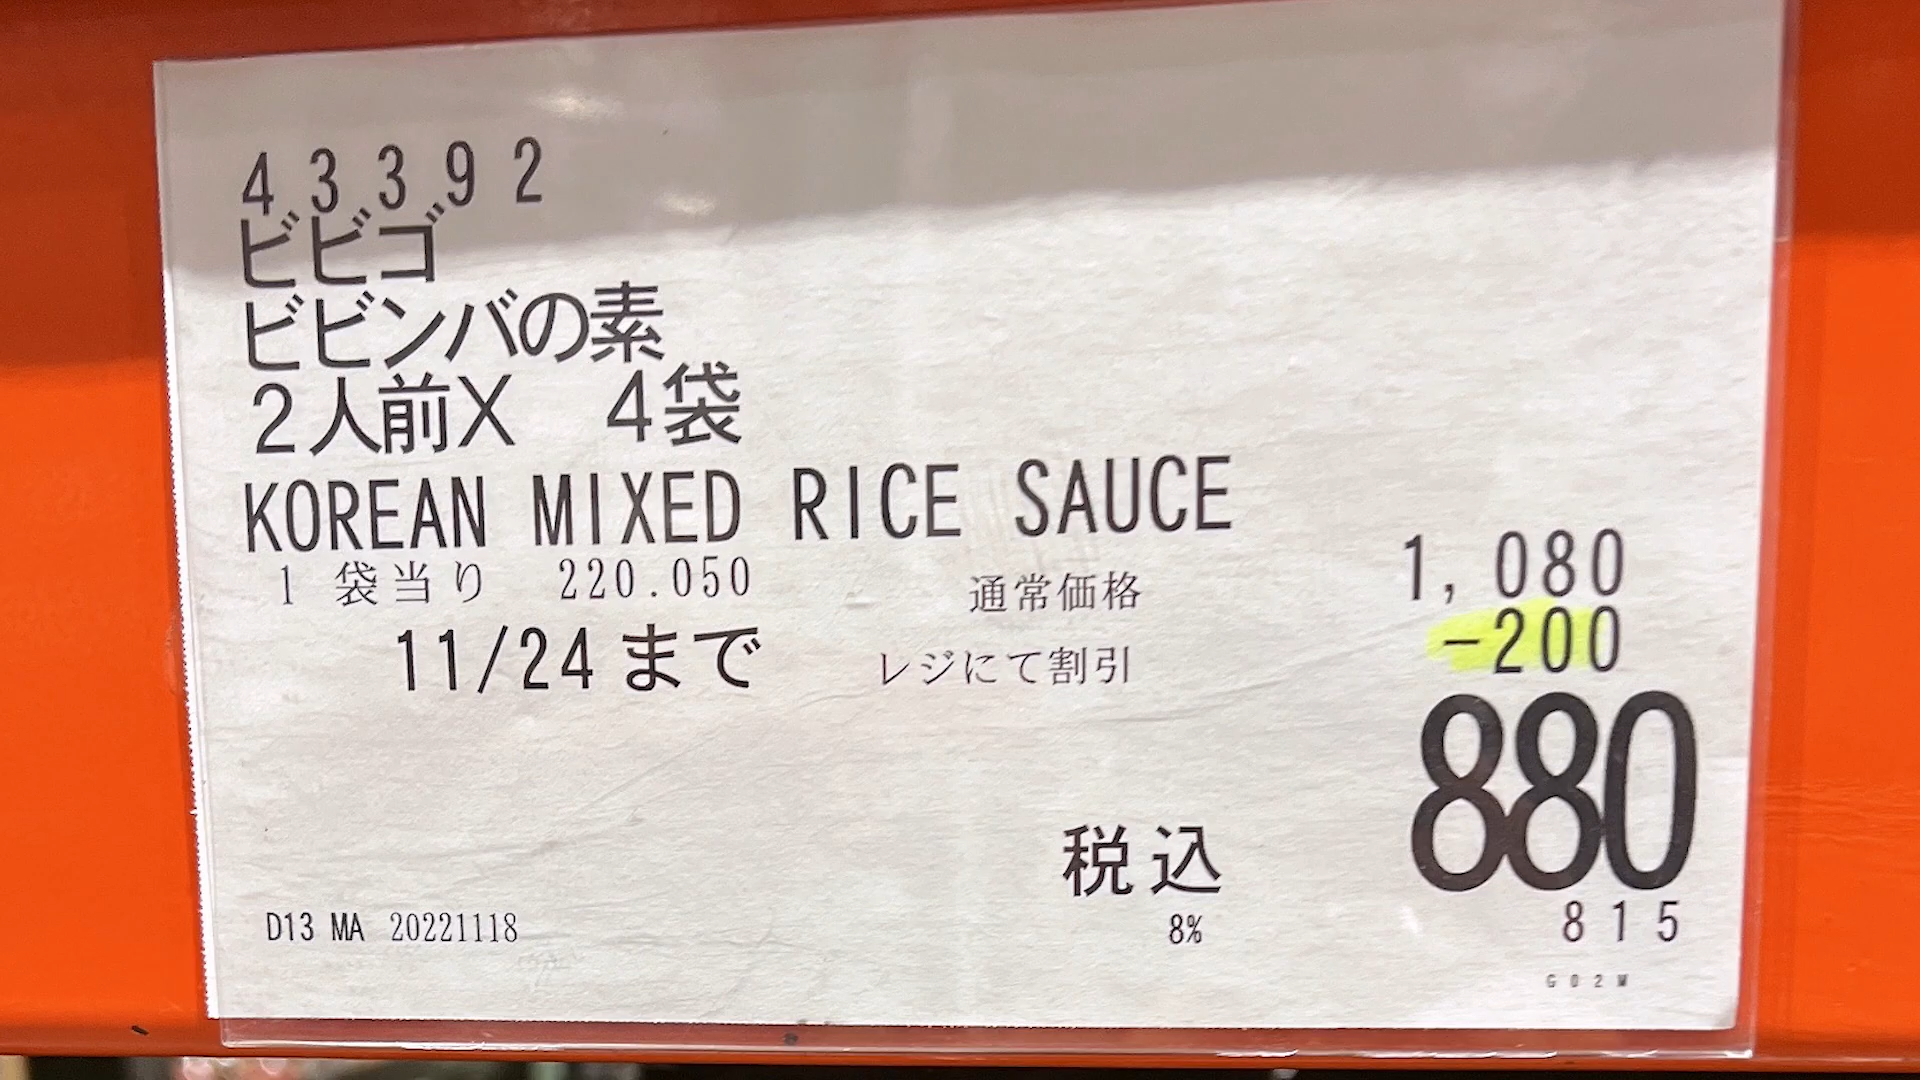 43392
ビビゴ
ビビンバの素
2人前X 4袋
KOREAN MIXED RICE SAUCE
1 袋当り 220.050
通常価格 1,080
11/24まで
レジにて割引 -200
880
税込
8%
815
D13 MA 20221118
G02M